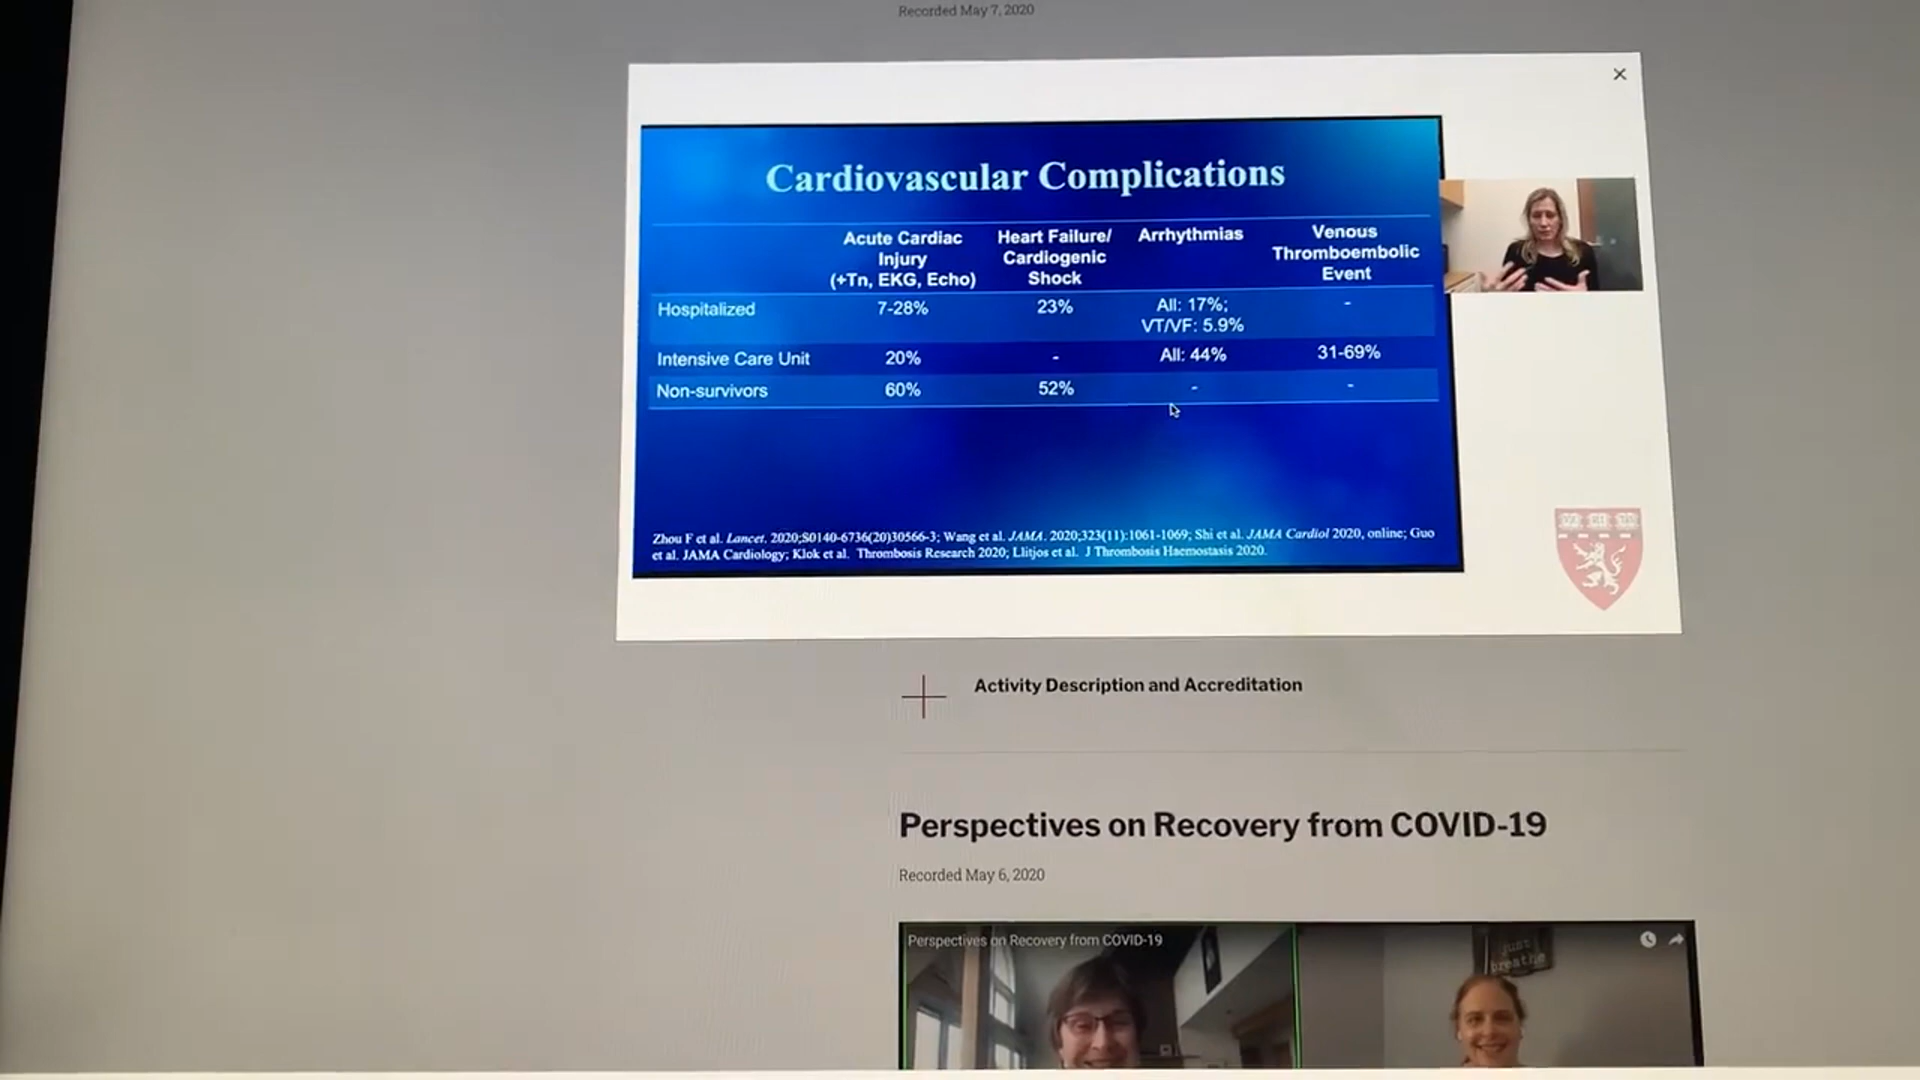 Recorded May 7, 2020
Cardiovascular Complications
Acute Cardiac Injury (+Tn, EKG, Echo)
Heart Failure/ Cardiogenic Shock
Arrhythmias
Venous Thromboembolic Event
Hospitalized 7-28% 23% All: 17%; VT/VF: 5.9% -
Intensive Care Unit 20% - All: 44% 31-69%
Non-survivors 60% 52% - -
Zhou F et al. Lancet. 2020;S0140-6736(20)30566-3; Wang et al. JAMA. 2020;323(11):1061-1069; Shi et al. JAMA Cardiol 2020, online; Guo
et al. JAMA Cardiology; Klok et al. Thrombosis Research 2020; Llitjos et al. J Thrombosis Haemostasis 2020.
Activity Description and Accreditation
Perspectives on Recovery from COVID-19
Recorded May 6, 2020
Perspectives on Recovery from COVID-19
just
breathe